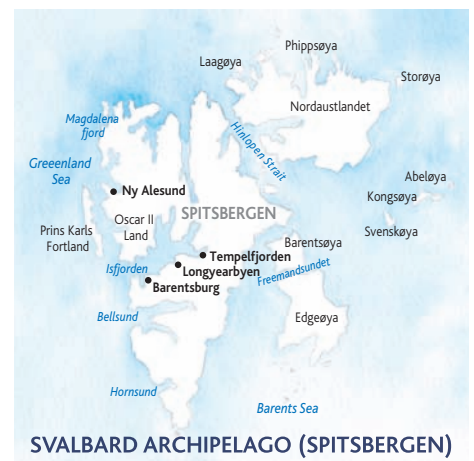 Phippsøya
Laagøya
Storøya
Nordaustlandet
Magdalena
fjord
Hinlopen Strait
Greeenland
Sea
Abeløya
Ny Alesund
Kongsøya
SPITSBERGEN
Oscar II
Land
Prins Karls
Fortland
Svenskøya
Barentsøya
Tempelfjorden
Isfjorden
Longyearbyen
Freemandsundet
Barentsburg
Bellsund
Edgeøya
Hornsund
Barents Sea
SVALBARD ARCHIPELAGO (SPITSBERGEN)